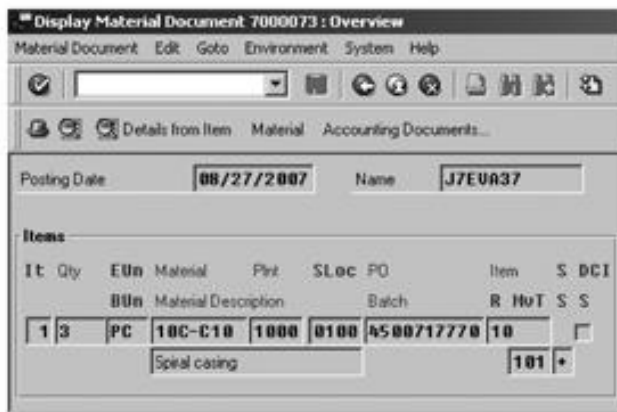 Display Material Document 7000073 : Overview
Material Document Edit Goto Environment System Help
Details from Item Material Accounting Documents...
Posting Date 08/27/2007 Name J7EVA37
Items
It Qty EUn Material Plnt SLoc PO Item S DCI
BUn Material Description Batch R MvT S S
1 3 PC 10C-C10 1000 0100 4500717770 10
Spiral casing 101 +